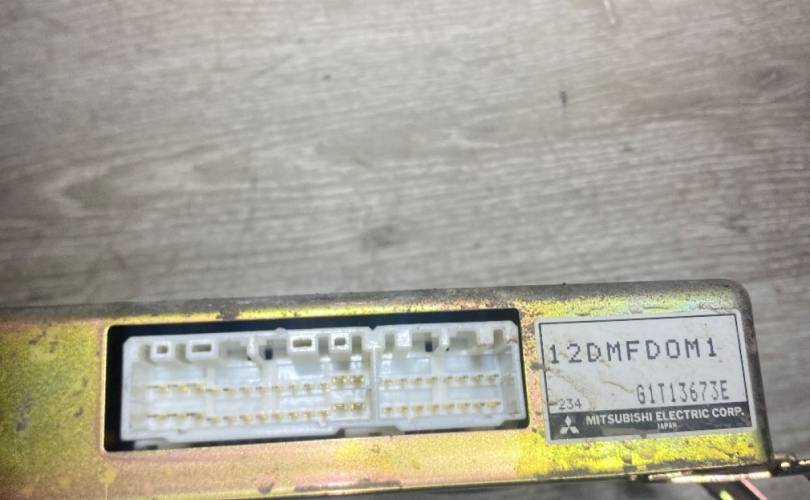 12DMFDOM1
G1T13673E
234
MITSUBISHI ELECTRIC CORP.
JAPAN